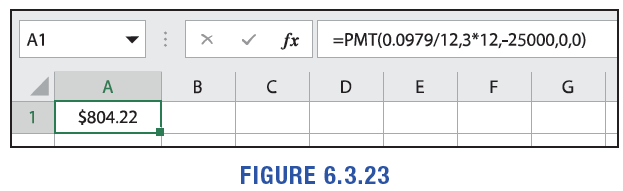 A1 fx =PMT(0.0979/12,3*12,-25000,0,0)
A B C D E F G
1 $804.22
FIGURE 6.3.23